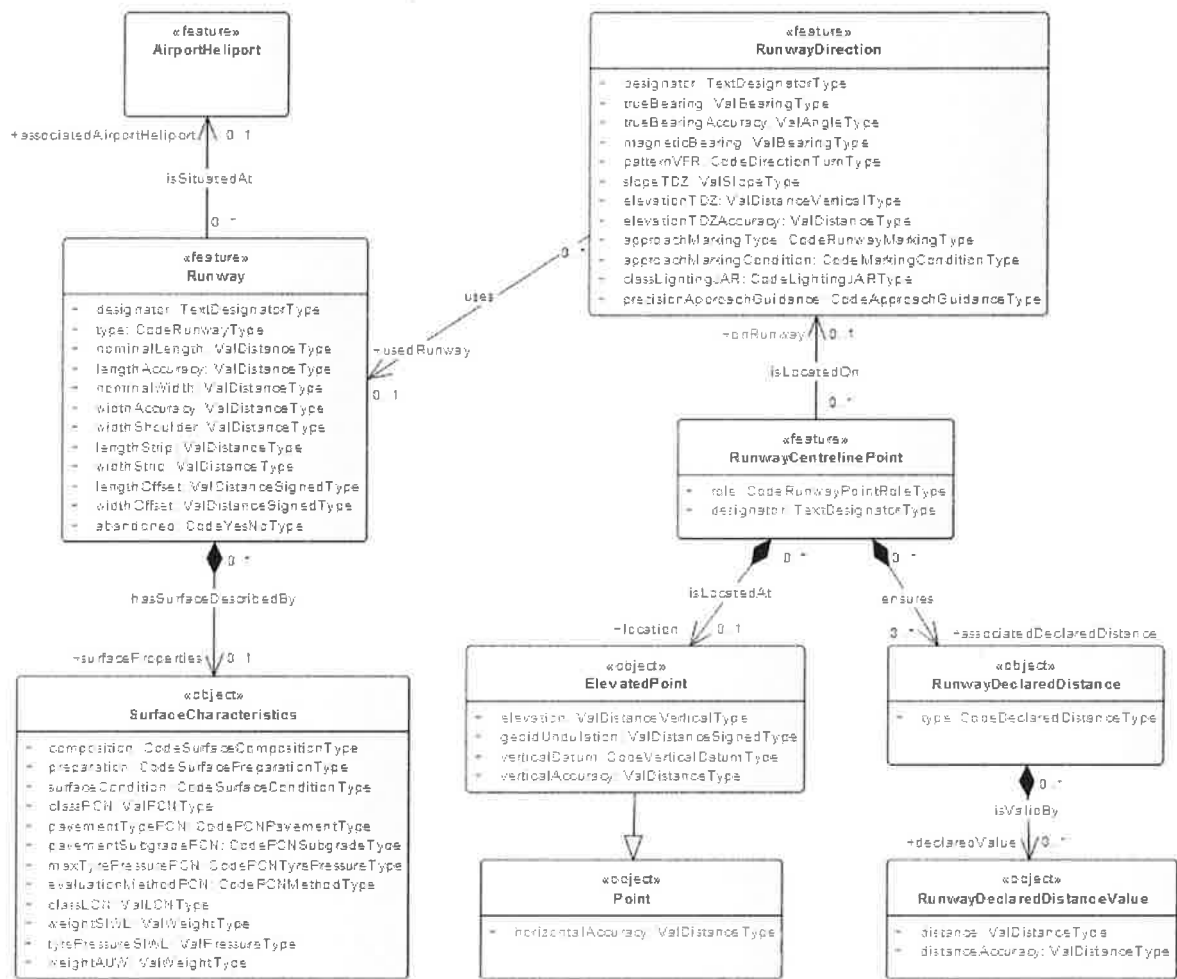 «feature»
AirportHeliport
+associatedAirportHeliport
0..1
isSituatedAt
0..*
«feature»
Runway
+ designator: TextDesignatorType
+ type: CodeRunwayType
+ nominalLength: ValDistanceType
+ lengthAccuracy: ValDistanceType
+ nominalWidth: ValDistanceType
+ widthAccuracy: ValDistanceType
+ widthShoulder: ValDistanceType
+ lengthStrip: ValDistanceType
+ widthStrip: ValDistanceType
+ lengthOffset: ValDistanceSignedType
+ widthOffset: ValDistanceSignedType
+ abandoned: CodeYesNoType
0..*
hasSurfaceDescribedBy
+surfaceProperties
0..1
«object»
SurfaceCharacteristics
+ composition: CodeSurfaceCompositionType
+ preparation: CodeSurfacePreparationType
+ surfaceCondition: CodeSurfaceConditionType
+ classPCN: ValPCNType
+ pavementTypePCN: CodePCNPavementType
+ pavementSubgradePCN: CodePCNSubgradeType
+ maxTyrePressurePCN: CodePCNTyrePressureType
+ evaluationMethodPCN: CodePCNMethodType
+ classLCN: ValLCNType
+ weightSIWL: ValWeightType
+ tyrePressureSIWL: ValPressureType
+ weightAUW: ValWeightType
«feature»
RunwayDirection
+ designator: TextDesignatorType
+ trueBearing: ValBearingType
+ trueBearingAccuracy: ValAngleType
+ magneticBearing: ValBearingType
+ patternVFR: CodeDirectionTurnType
+ slopeTDZ: ValSlopeType
+ elevationTDZ: ValDistanceVerticalType
+ elevationTDZAccuracy: ValDistanceType
+ approachMarkingType: CodeRunwayMarkingType
+ approachMarkingCondition: CodeMarkingConditionType
+ classLightingJAR: CodeLightingJARType
+ precisionApproachGuidance: CodeApproachGuidanceType
0..*
uses
+usedRunway
0..1
+onRunway
0..1
isLocatedOn
0..*
«feature»
RunwayCentrelinePoint
+ role: CodeRunwayPointRoleType
+ designator: TextDesignatorType
0..*
0..*
isLocatedAt
ensures
+location
0..1
0..*
+associatedDeclaredDistance
«object»
ElevatedPoint
+ elevation: ValDistanceVerticalType
+ geoidUndulation: ValDistanceSignedType
+ verticalDatum: CodeVerticalDatumType
+ verticalAccuracy: ValDistanceType
«object»
Point
+ horizontalAccuracy: ValDistanceType
«object»
RunwayDeclaredDistance
+ type: CodeDeclaredDistanceType
0..*
isValidBy
+declaredValue
0..*
«object»
RunwayDeclaredDistanceValue
+ distance: ValDistanceType
+ distanceAccuracy: ValDistanceType